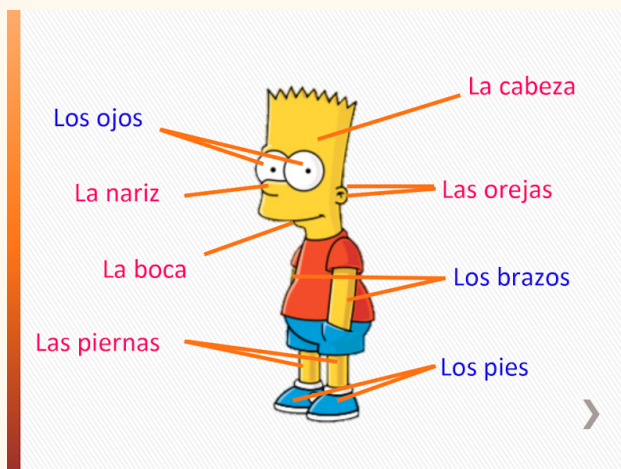 La cabeza
Los ojos
La nariz
Las orejas
La boca
Los brazos
Las piernas
Los pies